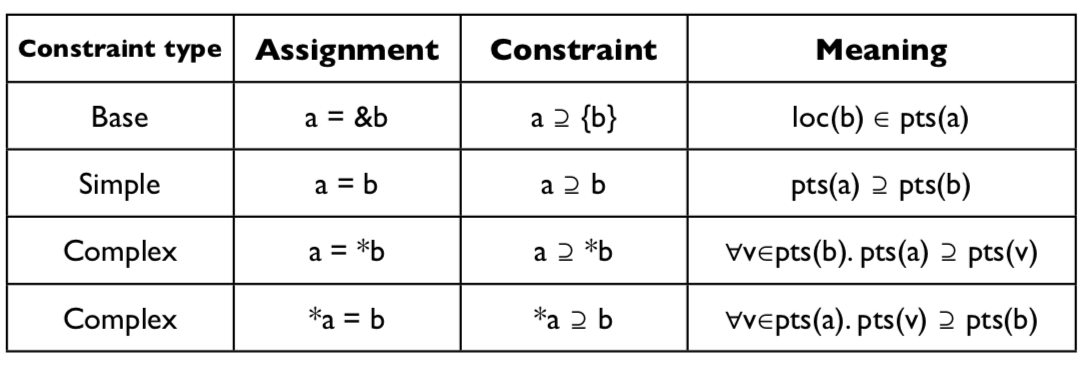 Constraint type Assignment Constraint Meaning
Base a = &b a ⊇ {b} loc(b) ∈ pts(a)
Simple a = b a ⊇ b pts(a) ⊇ pts(b)
Complex a = *b a ⊇ *b ∀v∈pts(b). pts(a) ⊇ pts(v)
Complex *a = b *a ⊇ b ∀v∈pts(a). pts(v) ⊇ pts(b)